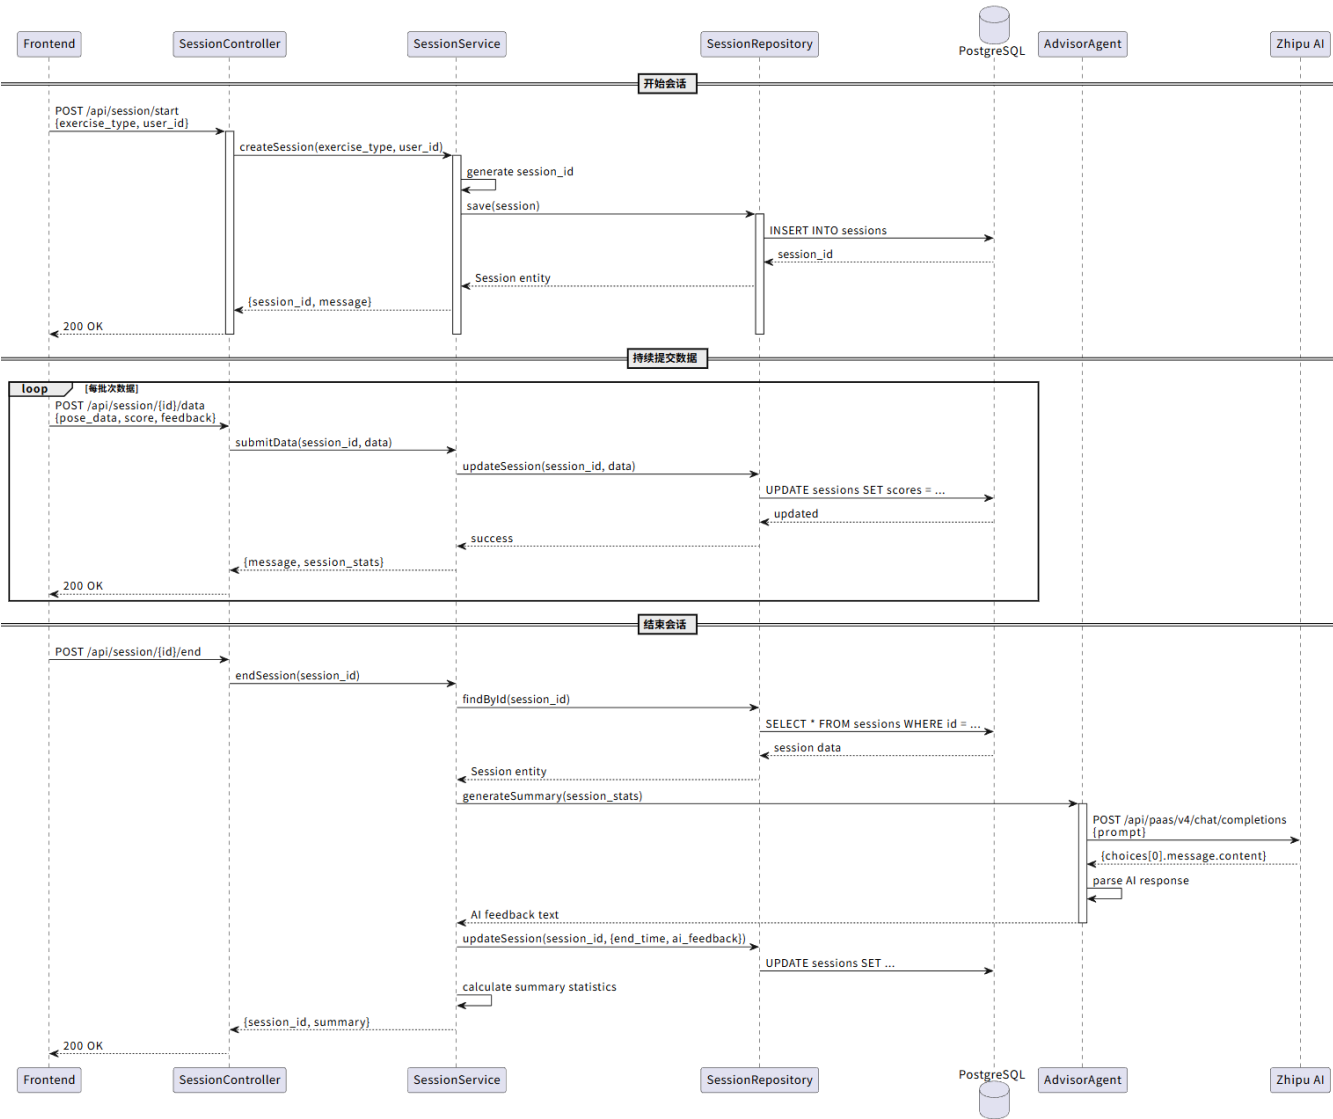 Frontend
SessionController
SessionService
SessionRepository
PostgreSQL
AdvisorAgent
Zhipu AI
开始会话
POST /api/session/start
{exercise_type, user_id}
createSession(exercise_type, user_id)
generate session_id
save(session)
INSERT INTO sessions
session_id
Session entity
{session_id, message}
200 OK
持续提交数据
loop
[每批次数据]
POST /api/session/{id}/data
{pose_data, score, feedback}
submitData(session_id, data)
updateSession(session_id, data)
UPDATE sessions SET scores = ...
updated
success
{message, session_stats}
200 OK
结束会话
POST /api/session/{id}/end
endSession(session_id)
findById(session_id)
SELECT * FROM sessions WHERE id = ...
session data
Session entity
generateSummary(session_stats)
POST /api/paas/v4/chat/completions
{prompt}
{choices[0].message.content}
parse AI response
AI feedback text
updateSession(session_id, {end_time, ai_feedback})
UPDATE sessions SET ...
calculate summary statistics
{session_id, summary}
200 OK
Frontend
SessionController
SessionService
SessionRepository
PostgreSQL
AdvisorAgent
Zhipu AI